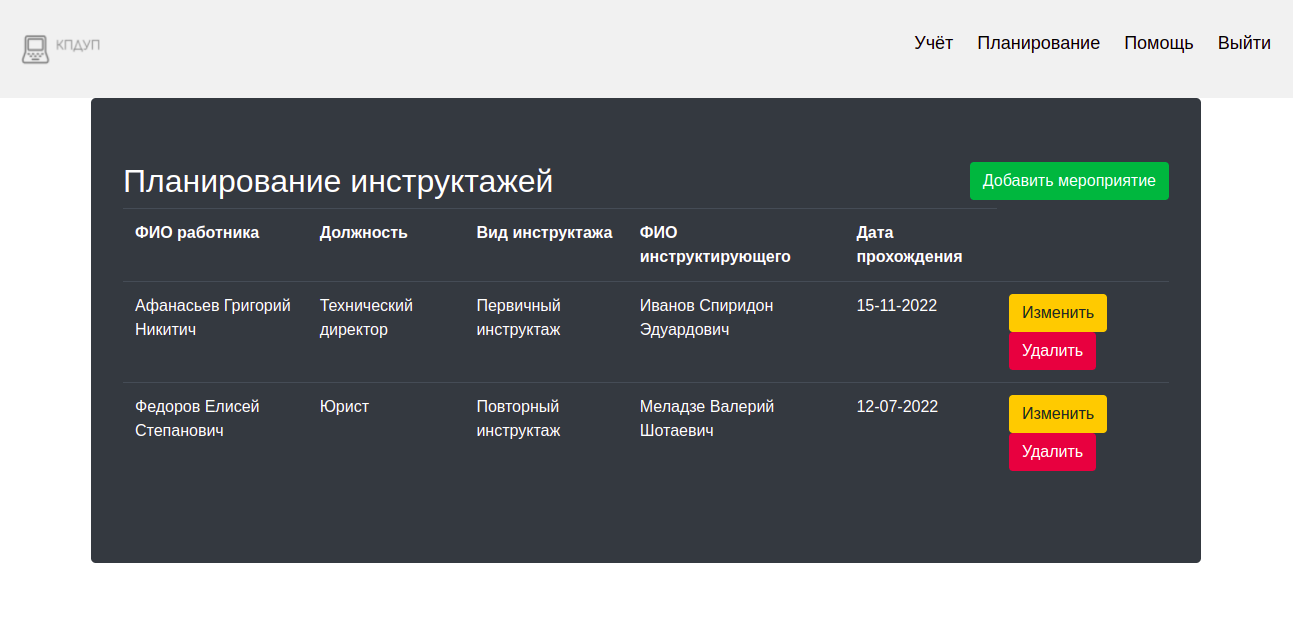 КПДУП
Учёт Планирование Помощь Выйти
Планирование инструктажей
Добавить мероприятие
ФИО работника Должность Вид инструктажа ФИО инструктирующего Дата прохождения
Афанасьев Григорий Никитич Технический директор Первичный инструктаж Иванов Спиридон Эдуардович 15-11-2022 Изменить
Удалить
Федоров Елисей Степанович Юрист Повторный инструктаж Меладзе Валерий Шотаевич 12-07-2022 Изменить
Удалить